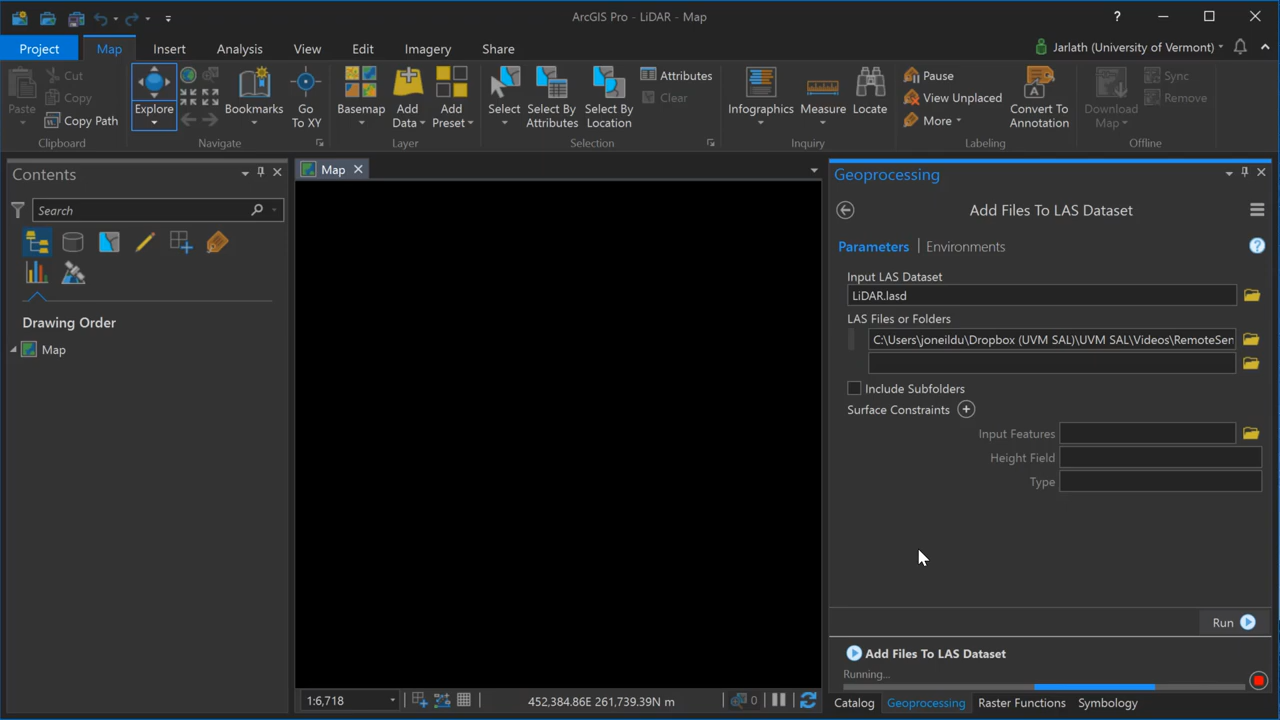 ArcGIS Pro - LiDAR - Map
?
Project
Map
Insert
Analysis
View
Edit
Imagery
Share
Jarlath (University of Vermont)
Paste
Cut
Copy
Copy Path
Clipboard
Explore
Bookmarks
Go To XY
Navigate
Basemap
Add Data
Add Preset
Layer
Select
Select By Attributes
Select By Location
Attributes
Clear
Selection
Infographics
Measure
Locate
Inquiry
Pause
View Unplaced
More
Convert To Annotation
Labeling
Download Map
Sync
Remove
Offline
Contents
Search
Drawing Order
Map
Map
1:6,718
452,384.86E 261,739.39N m
0
Geoprocessing
Add Files To LAS Dataset
Parameters | Environments
?
Input LAS Dataset
LiDAR.lasd
LAS Files or Folders
C:\Users\joneildu\Dropbox (UVM SAL)\UVM SAL\Videos\RemoteSen
Include Subfolders
Surface Constraints
Input Features
Height Field
Type
Run
Add Files To LAS Dataset
Running...
Catalog
Geoprocessing
Raster Functions
Symbology